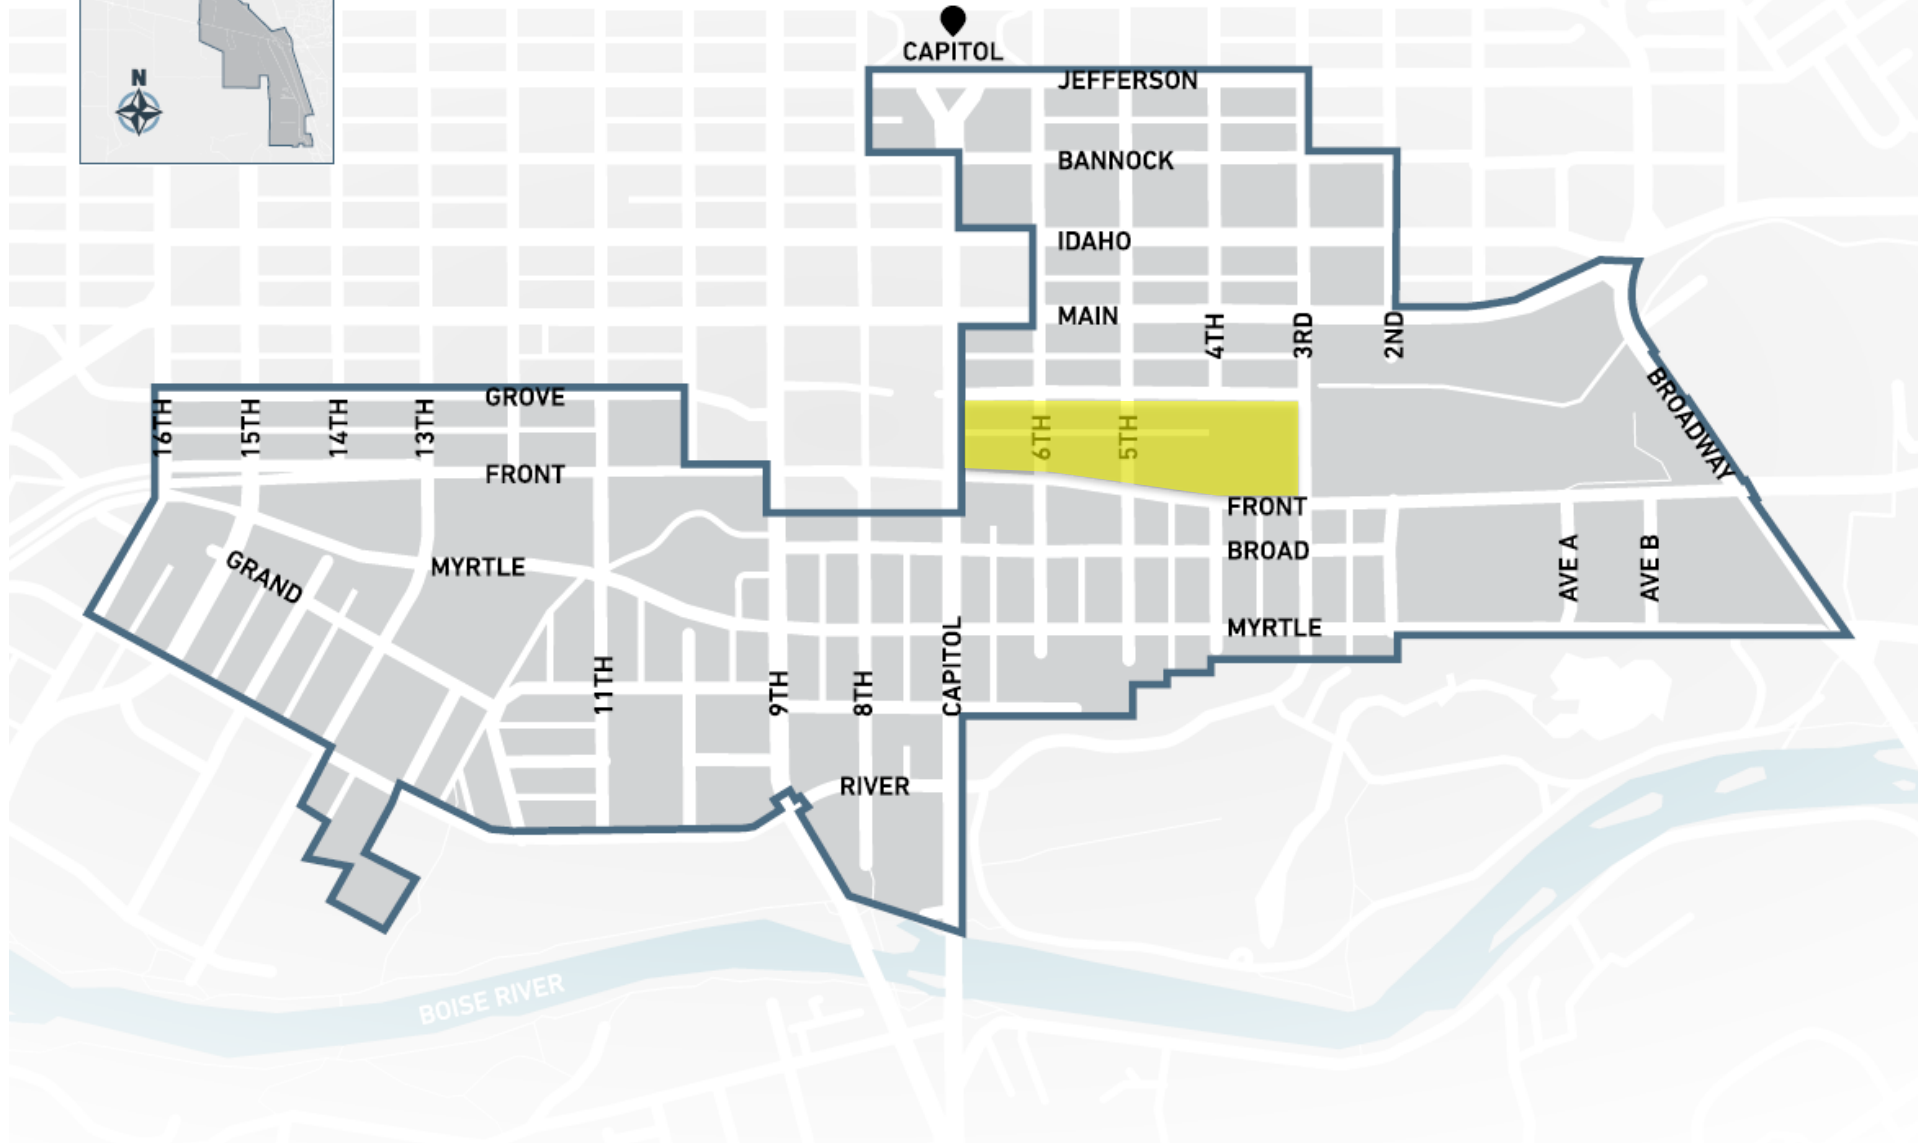 CAPITOL
N
JEFFERSON
BANNOCK
IDAHO
MAIN
4TH
3RD
2ND
BROADWAY
GROVE
16TH
15TH
14TH
13TH
6TH
5TH
FRONT
FRONT
BROAD
AVE A
AVE B
GRAND
MYRTLE
MYRTLE
11TH
9TH
8TH
CAPITOL
RIVER
BOISE RIVER